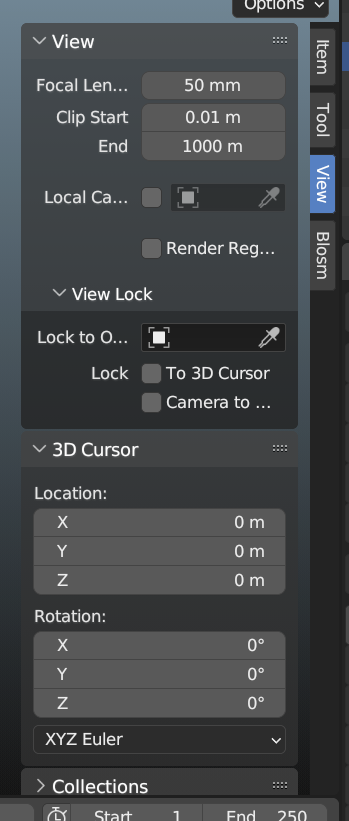 Options
View
Focal Len... 50 mm
Clip Start 0.01 m
End 1000 m
Local Ca...
Render Reg...
View Lock
Lock to O...
Lock To 3D Cursor
Camera to ...
3D Cursor
Location:
X 0 m
Y 0 m
Z 0 m
Rotation:
X 0°
Y 0°
Z 0°
XYZ Euler
Collections
Start 1 End 250
Item
Tool
View
Blosm